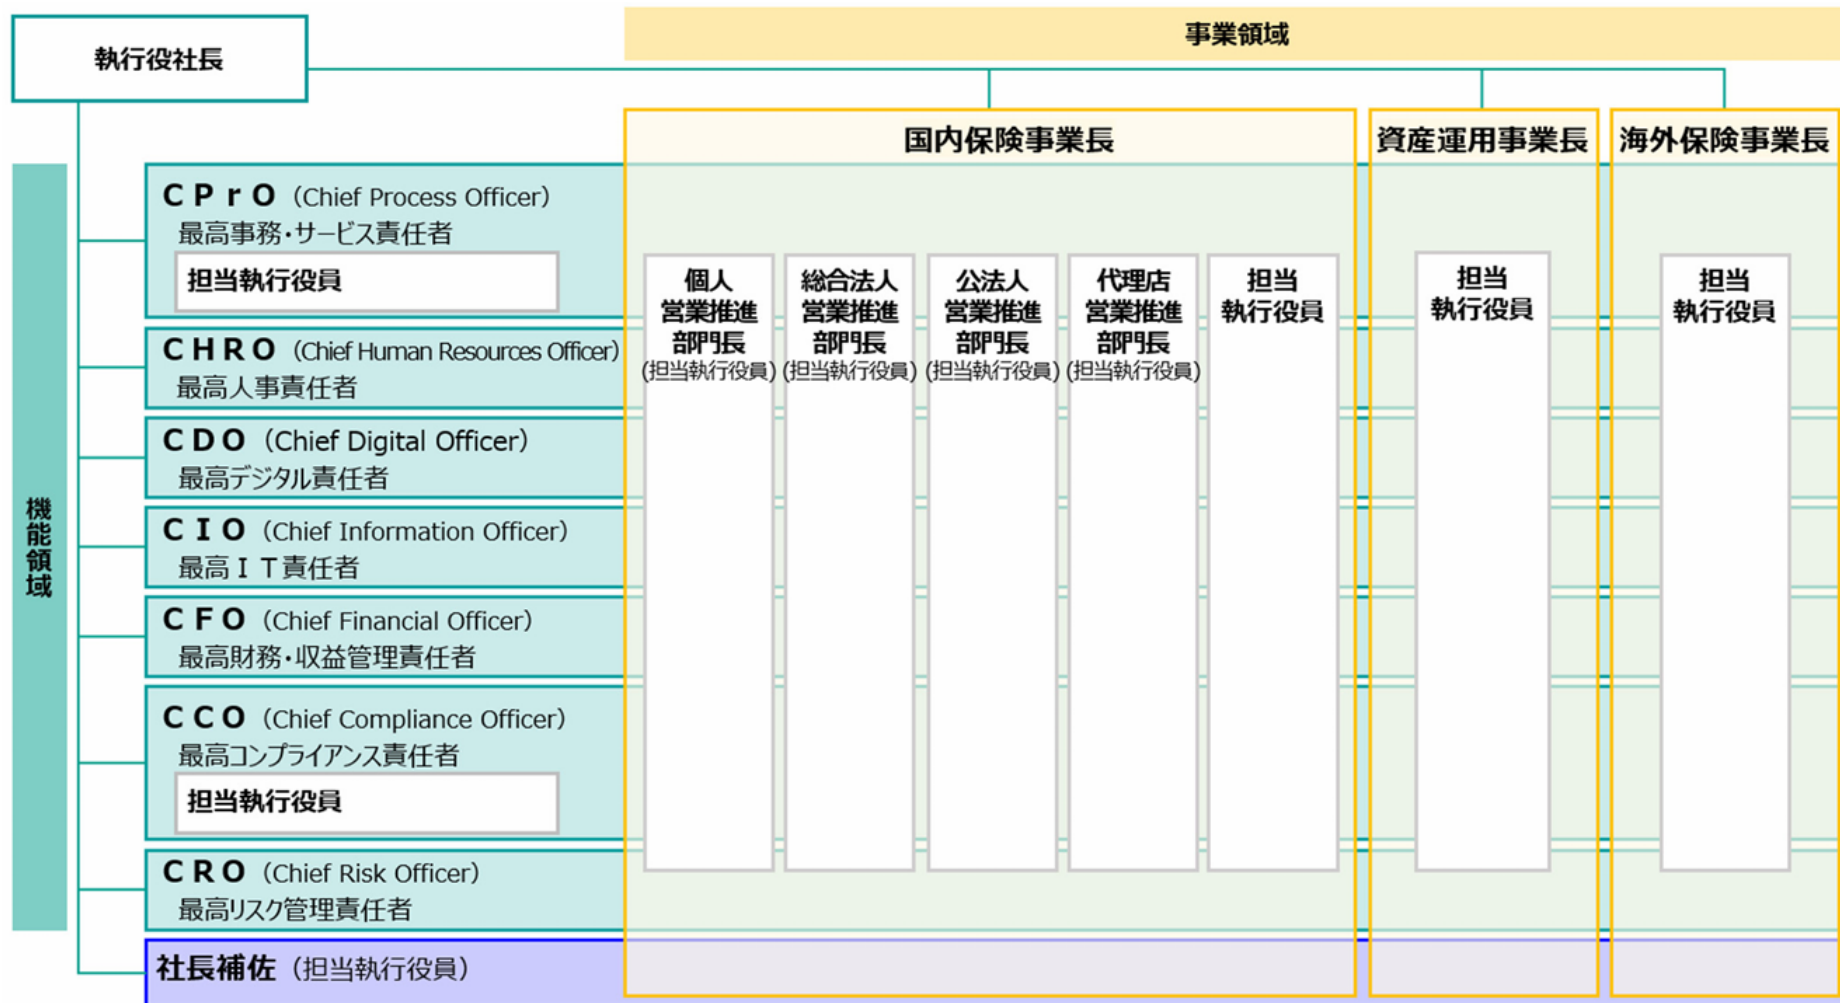 執行役社長
事業領域
国内保険事業長
資産運用事業長
海外保険事業長
機能領域
CPrO（Chief Process Officer）
最高事務・サービス責任者
担当執行役員
CHRO（Chief Human Resources Officer）
最高人事責任者
CDO（Chief Digital Officer）
最高デジタル責任者
CIO（Chief Information Officer）
最高ＩＴ責任者
CFO（Chief Financial Officer）
最高財務・収益管理責任者
CCO（Chief Compliance Officer）
最高コンプライアンス責任者
担当執行役員
CRO（Chief Risk Officer）
最高リスク管理責任者
社長補佐（担当執行役員）
個人
営業推進
部門長
(担当執行役員)
総合法人
営業推進
部門長
(担当執行役員)
公法人
営業推進
部門長
(担当執行役員)
代理店
営業推進
部門長
(担当執行役員)
担当
執行役員
担当
執行役員
担当
執行役員